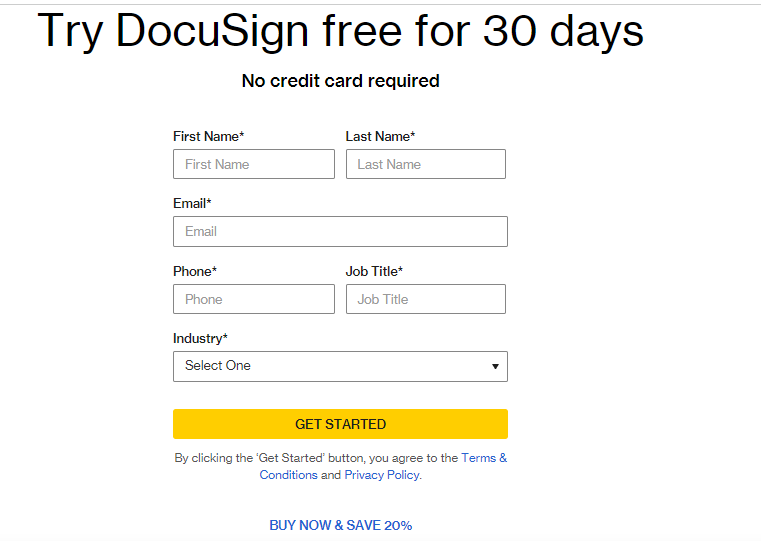 Try DocuSign free for 30 days
No credit card required
First Name*
Last Name*
First Name
Last Name
Email*
Email
Phone*
Job Title*
Phone
Job Title
Industry*
Select One
GET STARTED
By clicking the ‘Get Started’ button, you agree to the Terms &
Conditions and Privacy Policy.
BUY NOW & SAVE 20%